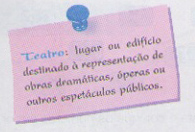 Teatro: lugar ou edifício
destinado à representação de
obras dramáticas, óperas ou
outros espetáculos públicos.